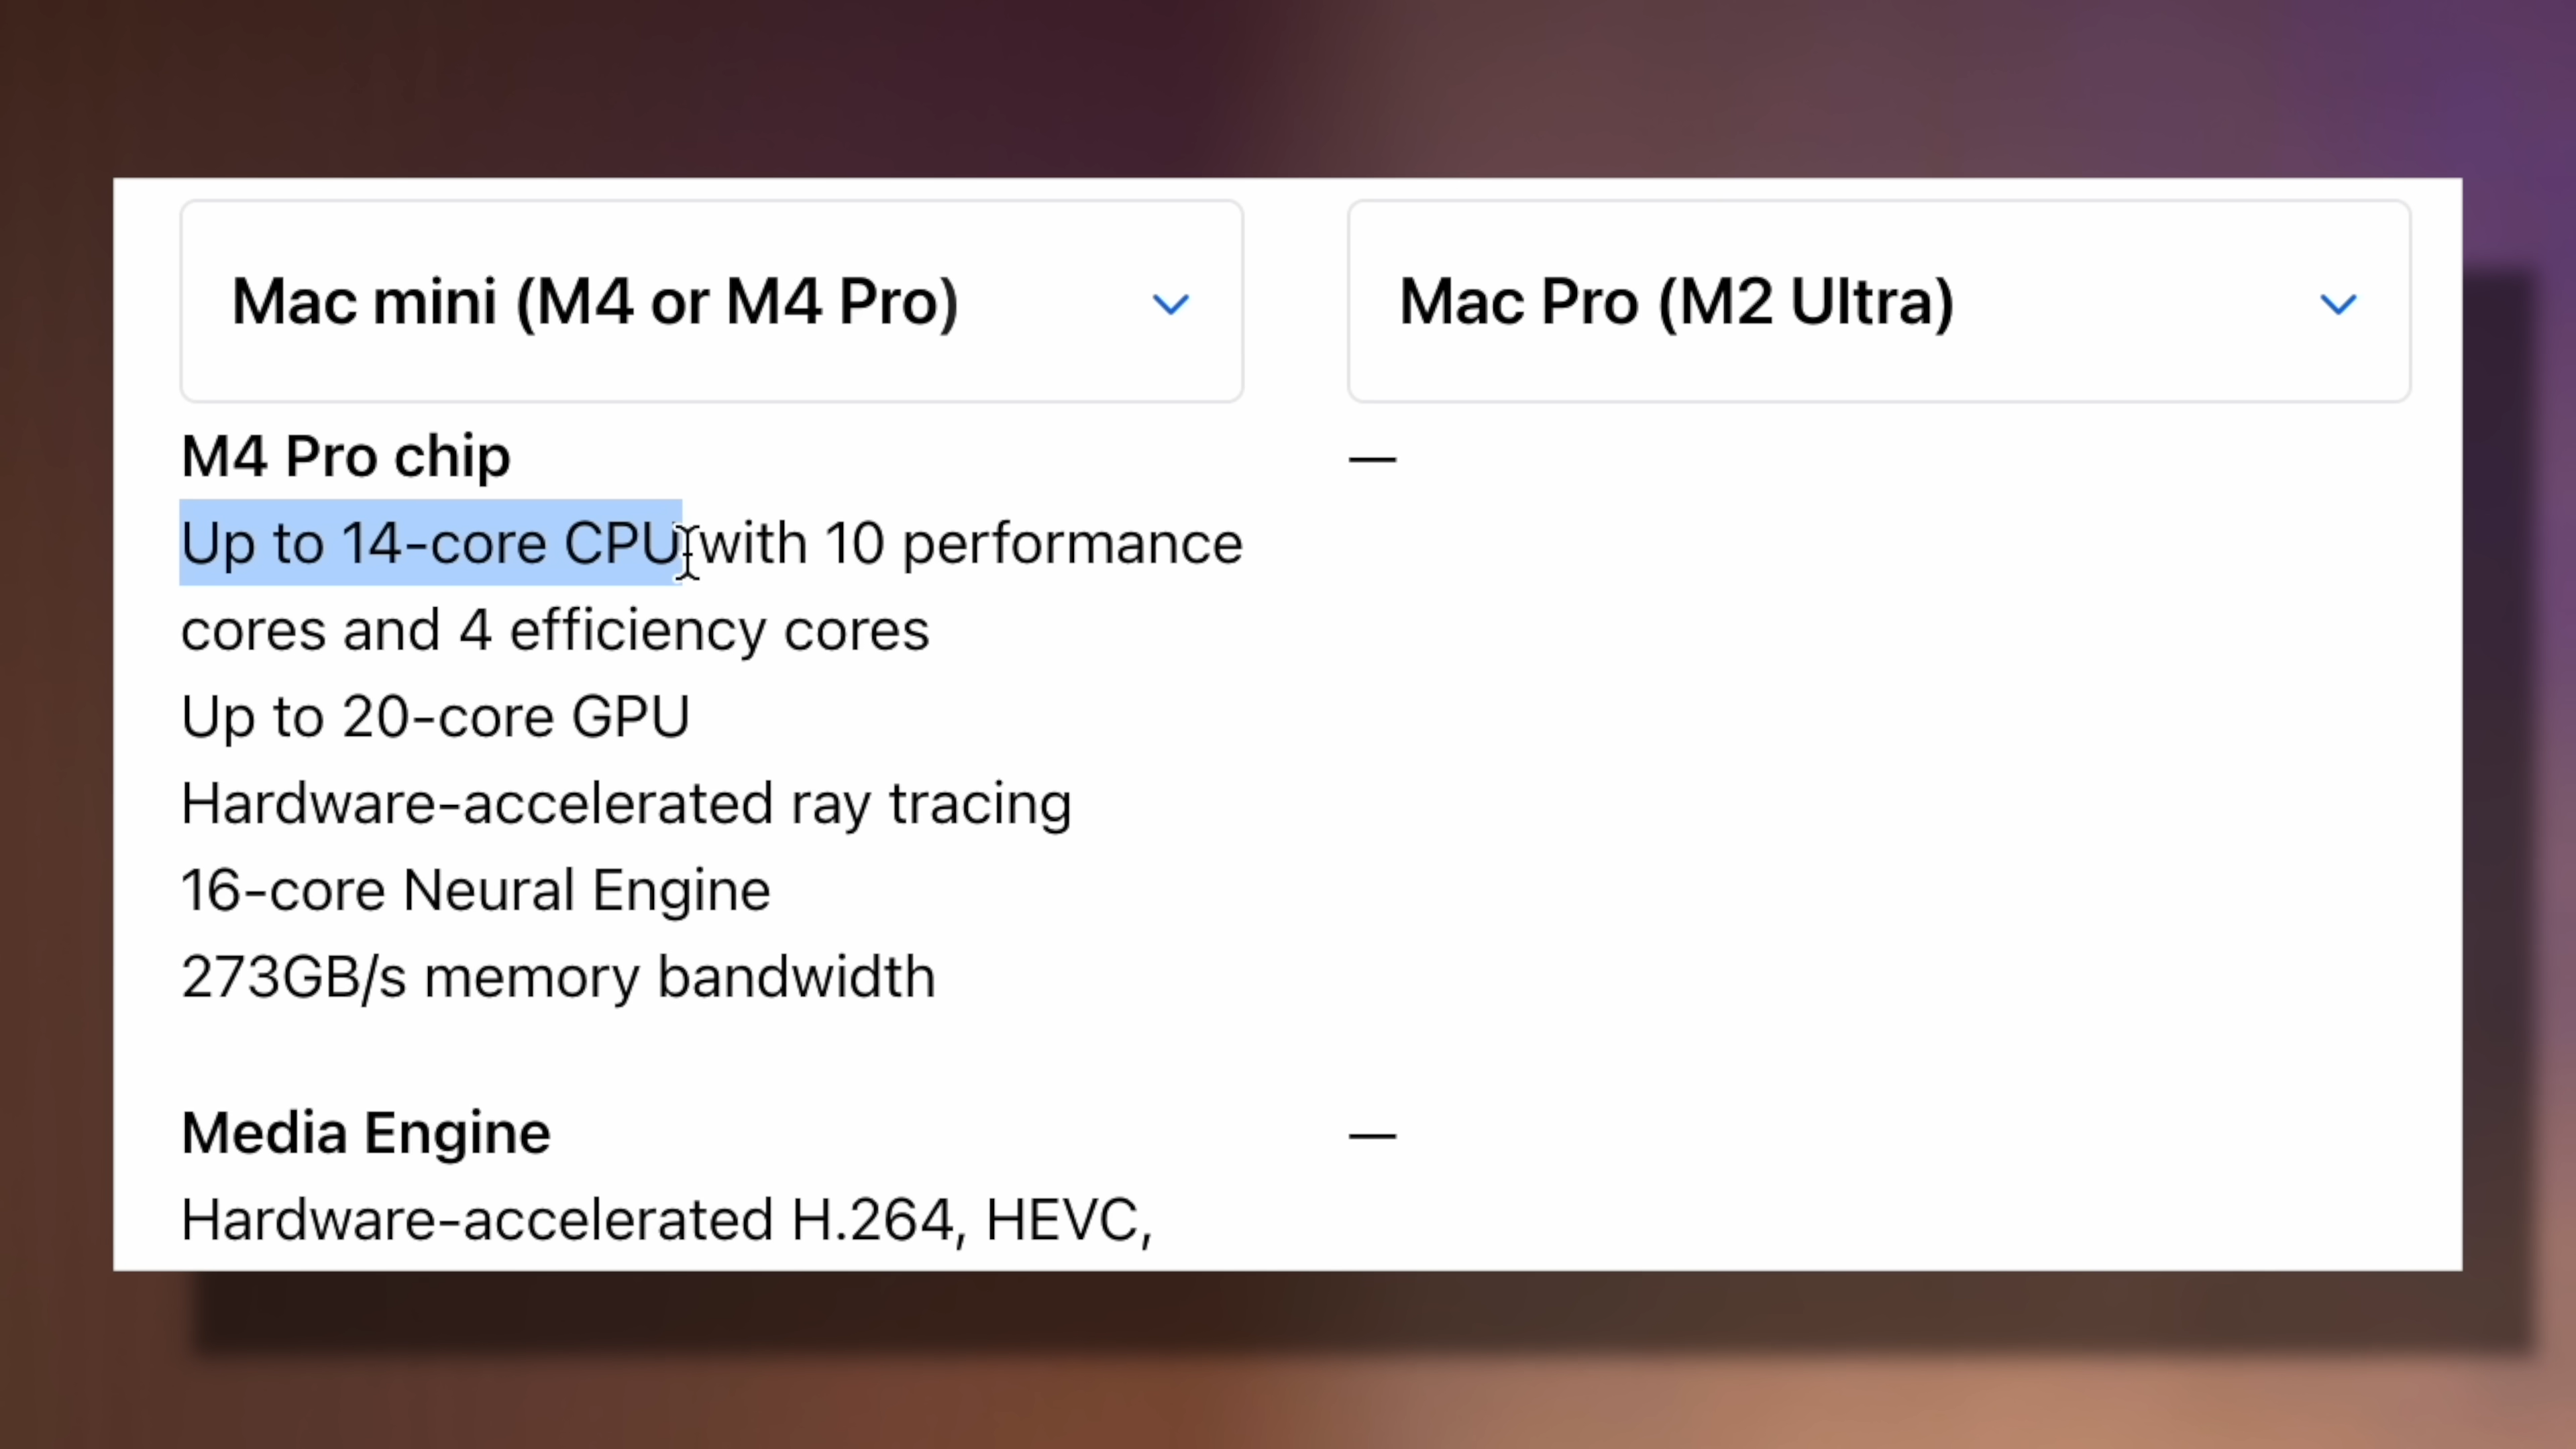 Mac mini (M4 or M4 Pro)
Mac Pro (M2 Ultra)
M4 Pro chip
—
Up to 14-core CPU with 10 performance
cores and 4 efficiency cores
Up to 20-core GPU
Hardware-accelerated ray tracing
16-core Neural Engine
273GB/s memory bandwidth
Media Engine
—
Hardware-accelerated H.264, HEVC,